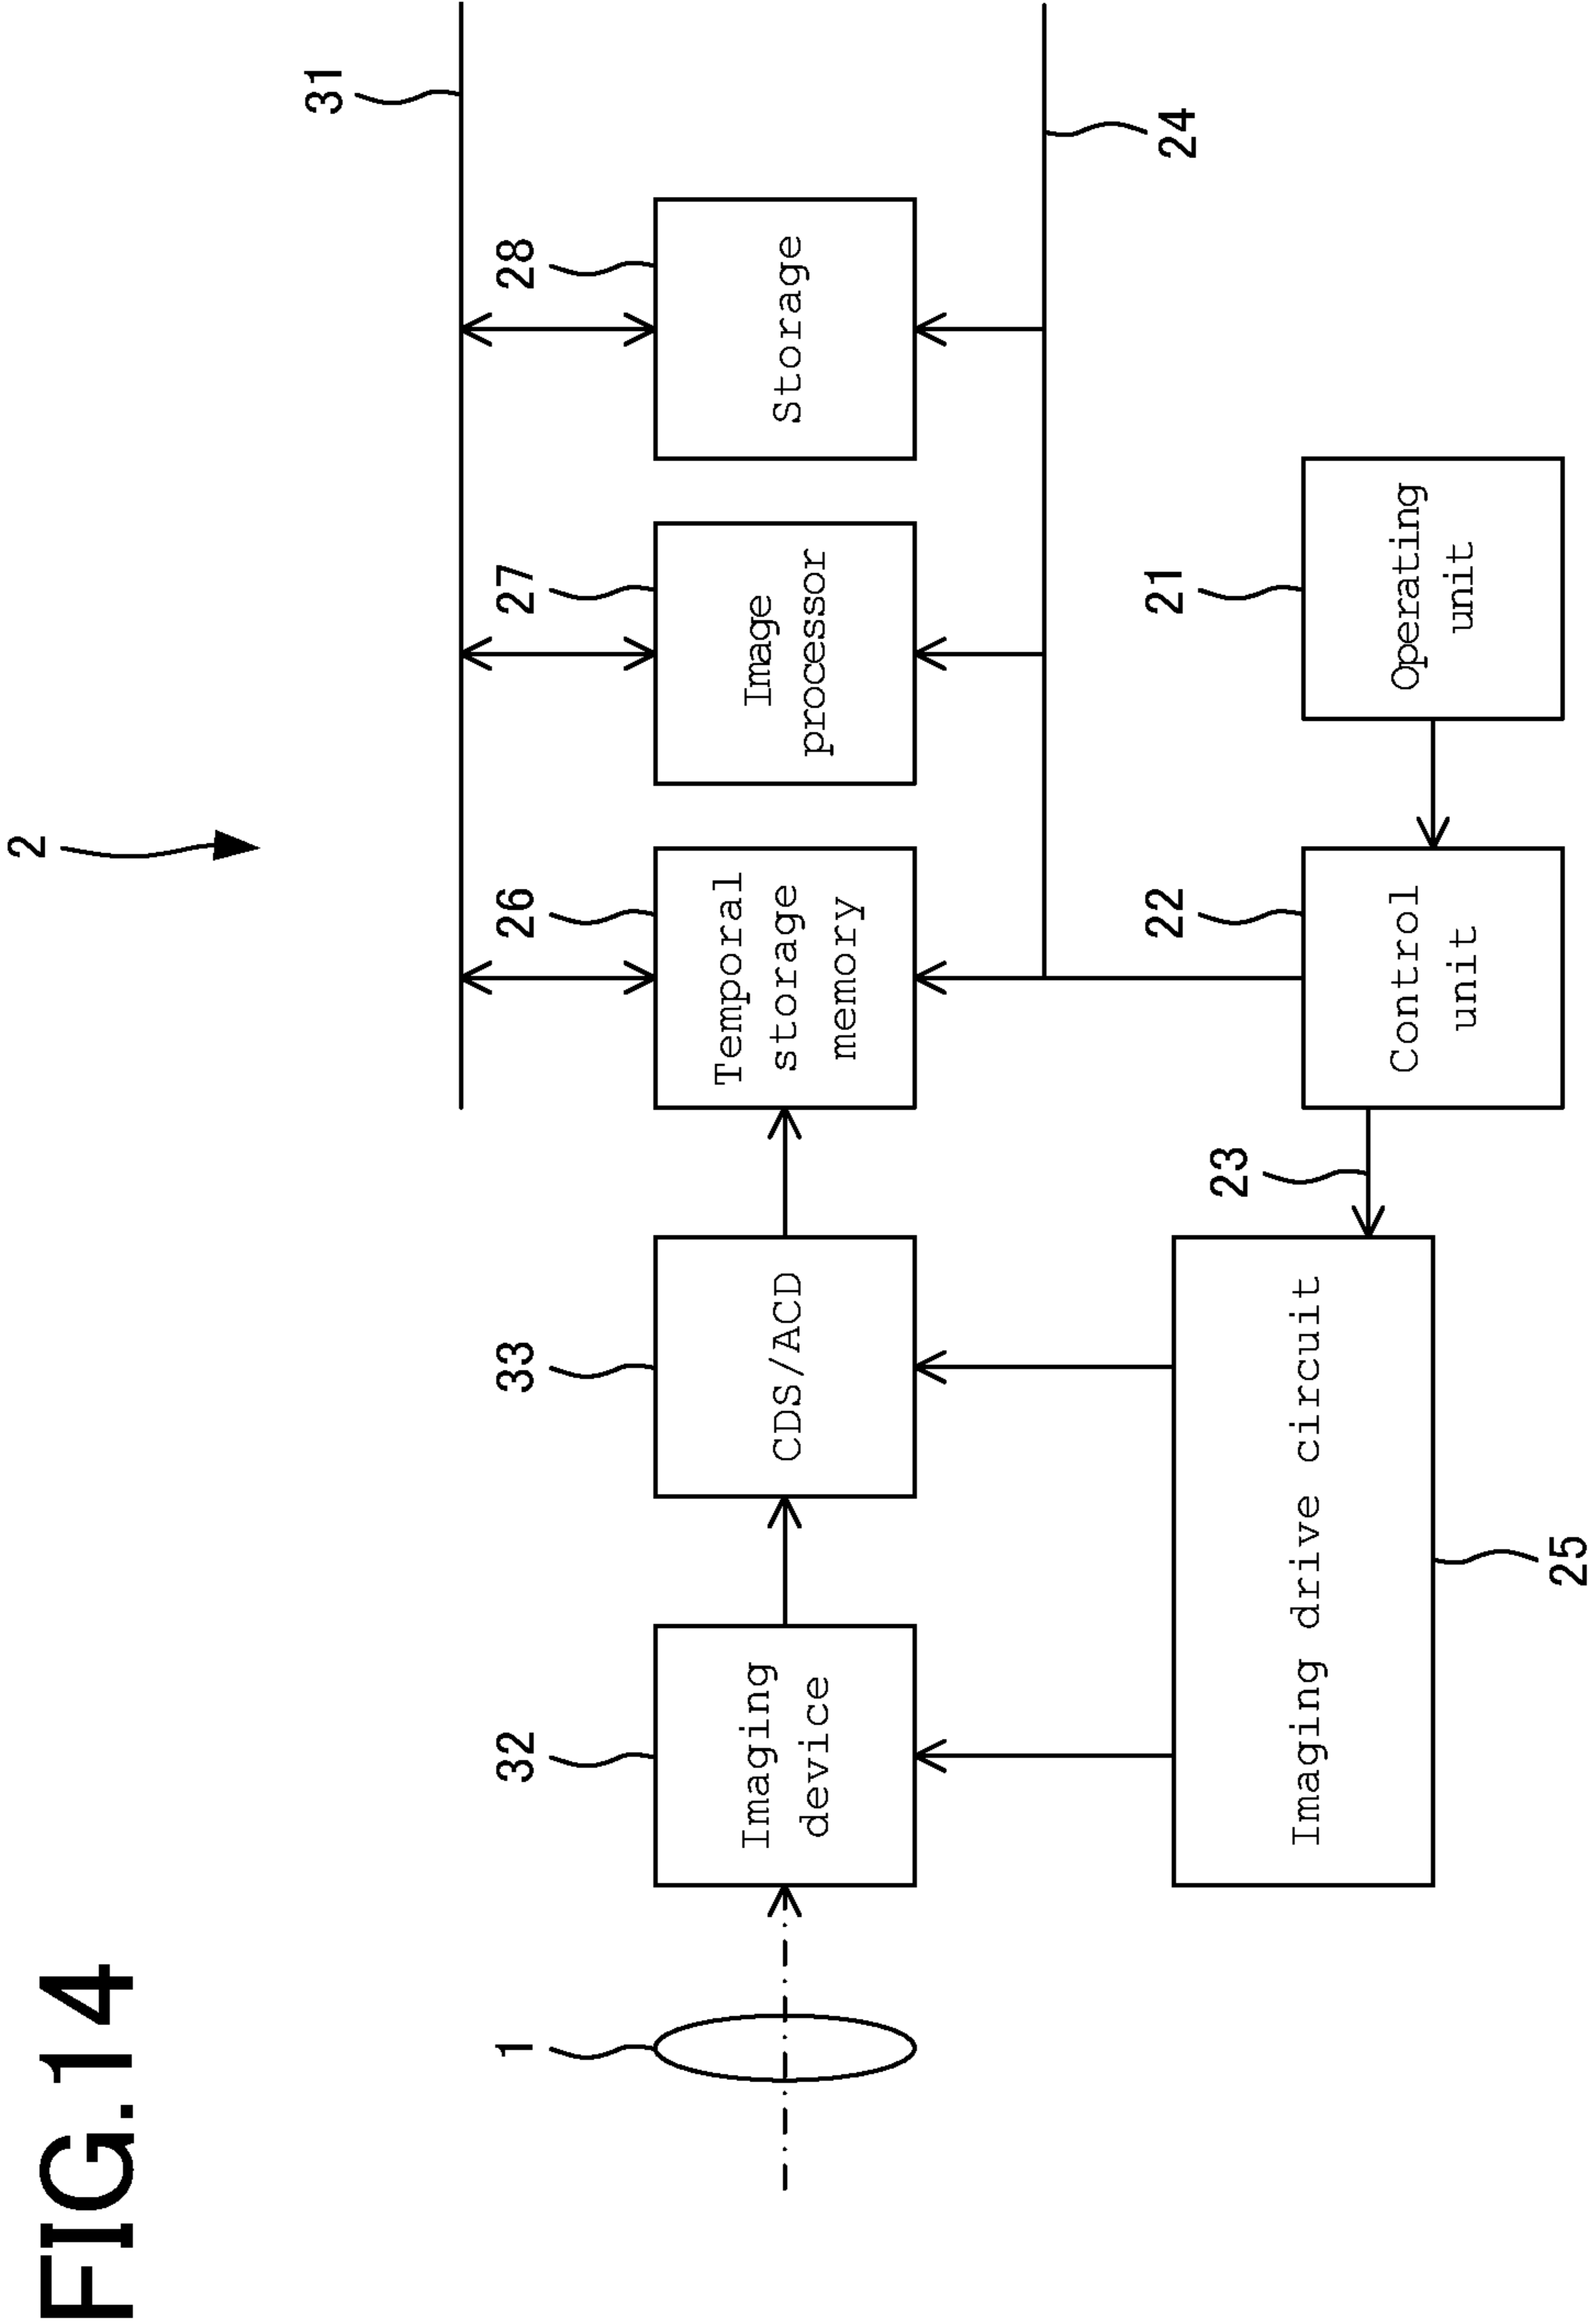 FIG.14
2
31
1
32
33
26
27
28
Imaging
device
CDS/ACD
Temporal
storage
memory
Image
processor
Storage
24
23
22
21
Imaging drive circuit
Control
unit
Operating
unit
25